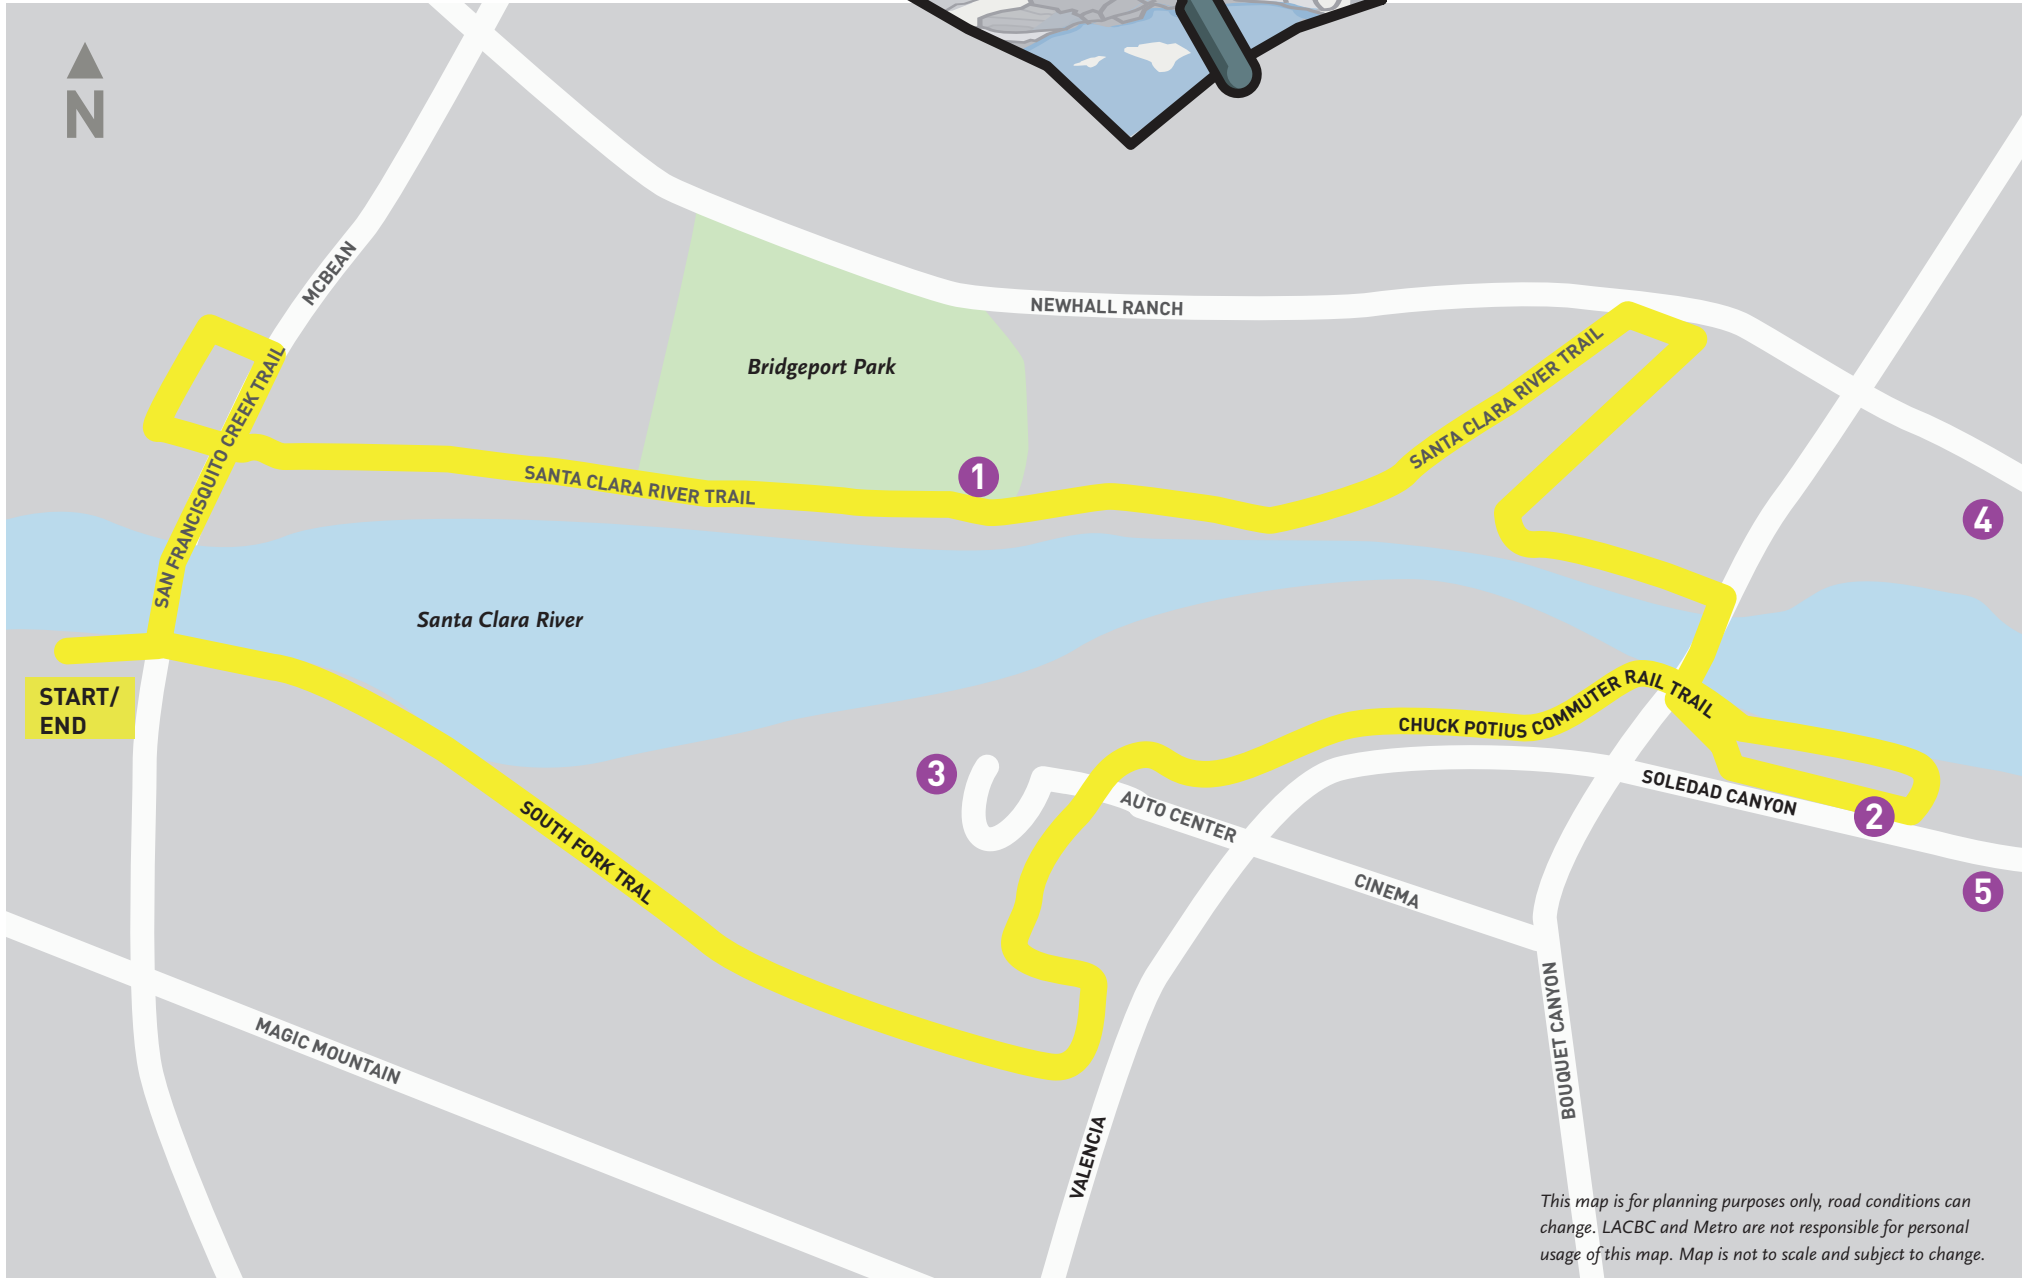 N
MCBEAN
NEWHALL RANCH
Bridgeport Park
SANTA CLARA RIVER TRAIL
SAN FRANCISQUITO CREEK TRAIL
SANTA CLARA RIVER TRAIL
1
4
Santa Clara River
START/
END
CHUCK POTIUS COMMUTER RAIL TRAIL
3
AUTO CENTER
SOLEDAD CANYON
2
SOUTH FORK TRAL
CINEMA
5
BOUQUET CANYON
MAGIC MOUNTAIN
VALENCIA
This map is for planning purposes only, road conditions can
change. LACBC and Metro are not responsible for personal
usage of this map. Map is not to scale and subject to change.